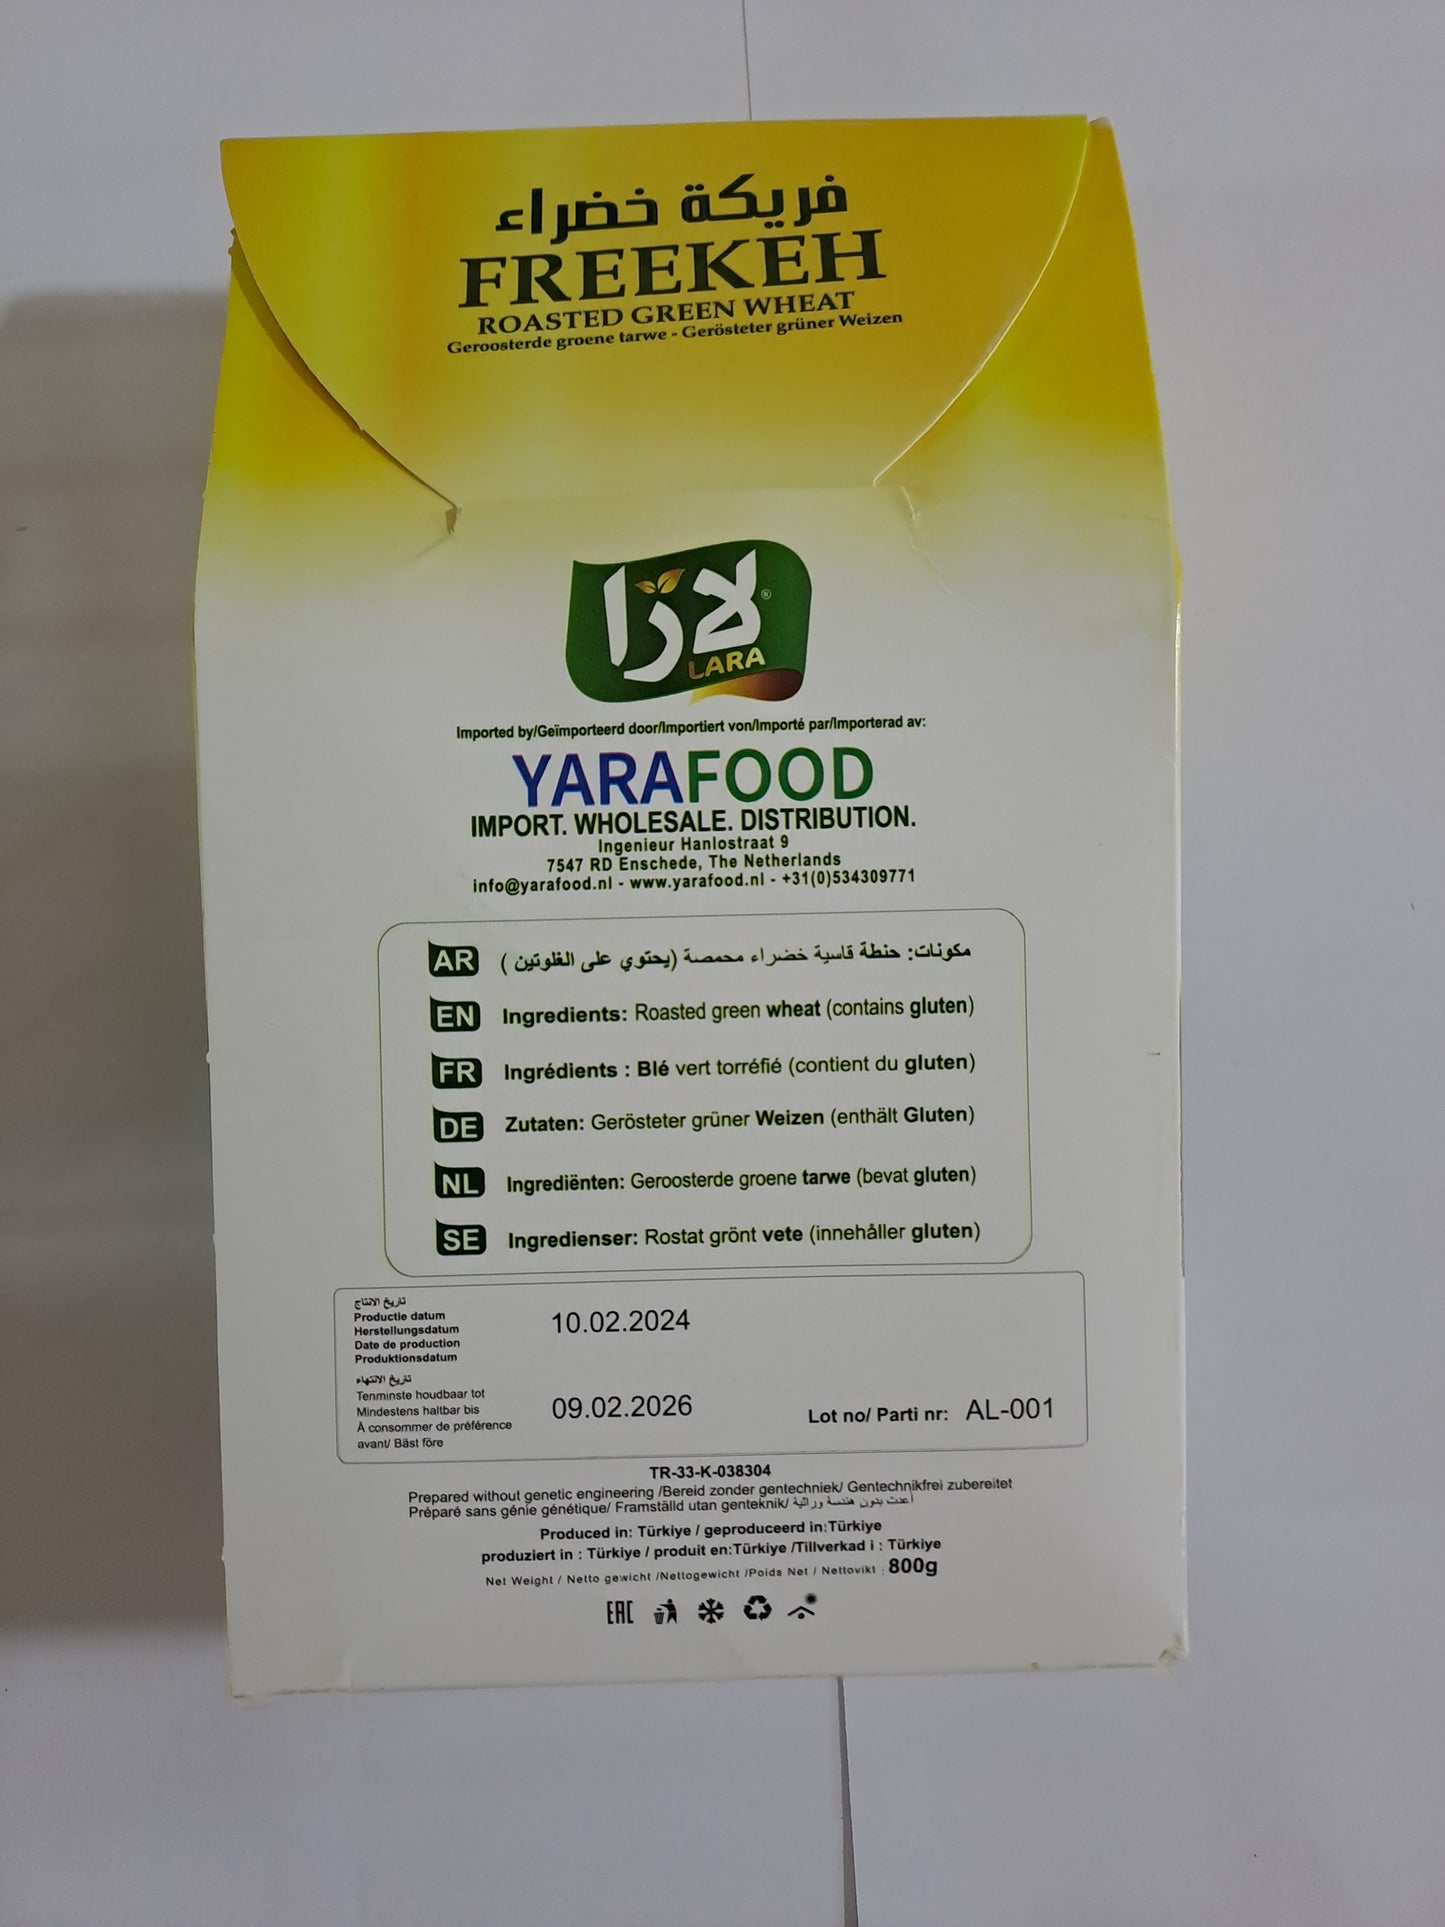 فريكة خضراء
FREEKEH
ROASTED GREEN WHEAT
Geroosterde groene tarwe - Gerösteter grüner Weizen
لارا
®
LARA
Imported by/Geïmporteerd door/Importiert von/Importé par/Importerad av:
YARAFOOD
IMPORT. WHOLESALE. DISTRIBUTION.
Ingenieur Hanlostraat 9
7547 RD Enschede, The Netherlands
info@yarafood.nl - www.yarafood.nl - +31(0)534309771
AR مكونات: حنطة قاسية خضراء محمصة (يحتوي على الغلوتين )
EN Ingredients: Roasted green wheat (contains gluten)
FR Ingrédients : Blé vert torréfié (contient du gluten)
DE Zutaten: Gerösteter grüner Weizen (enthält Gluten)
NL Ingrediënten: Geroosterde groene tarwe (bevat gluten)
SE Ingredienser: Rostat grönt vete (innehåller gluten)
تاريخ الانتاج
Productie datum
Herstellungsdatum
Date de production
Produktionsdatum
10.02.2024
تاريخ الانتهاء
Tenminste houdbaar tot
Mindestens haltbar bis
À consommer de préférence
avant/ Bäst före
09.02.2026
Lot no/ Parti nr: AL-001
TR-33-K-038304
Prepared without genetic engineering /Bereid zonder gentechniek/ Gentechnikfrei zubereitet
Préparé sans génie génétique/ Framställd utan genteknik/ أعدت بدون هندسة وراثية
Produced in: Türkiye / geproduceerd in:Türkiye
produziert in : Türkiye / produit en:Türkiye /Tillverkad i : Türkiye
Net Weight / Netto gewicht /Nettogewicht /Poids Net / Nettovikt : 800g
EAC